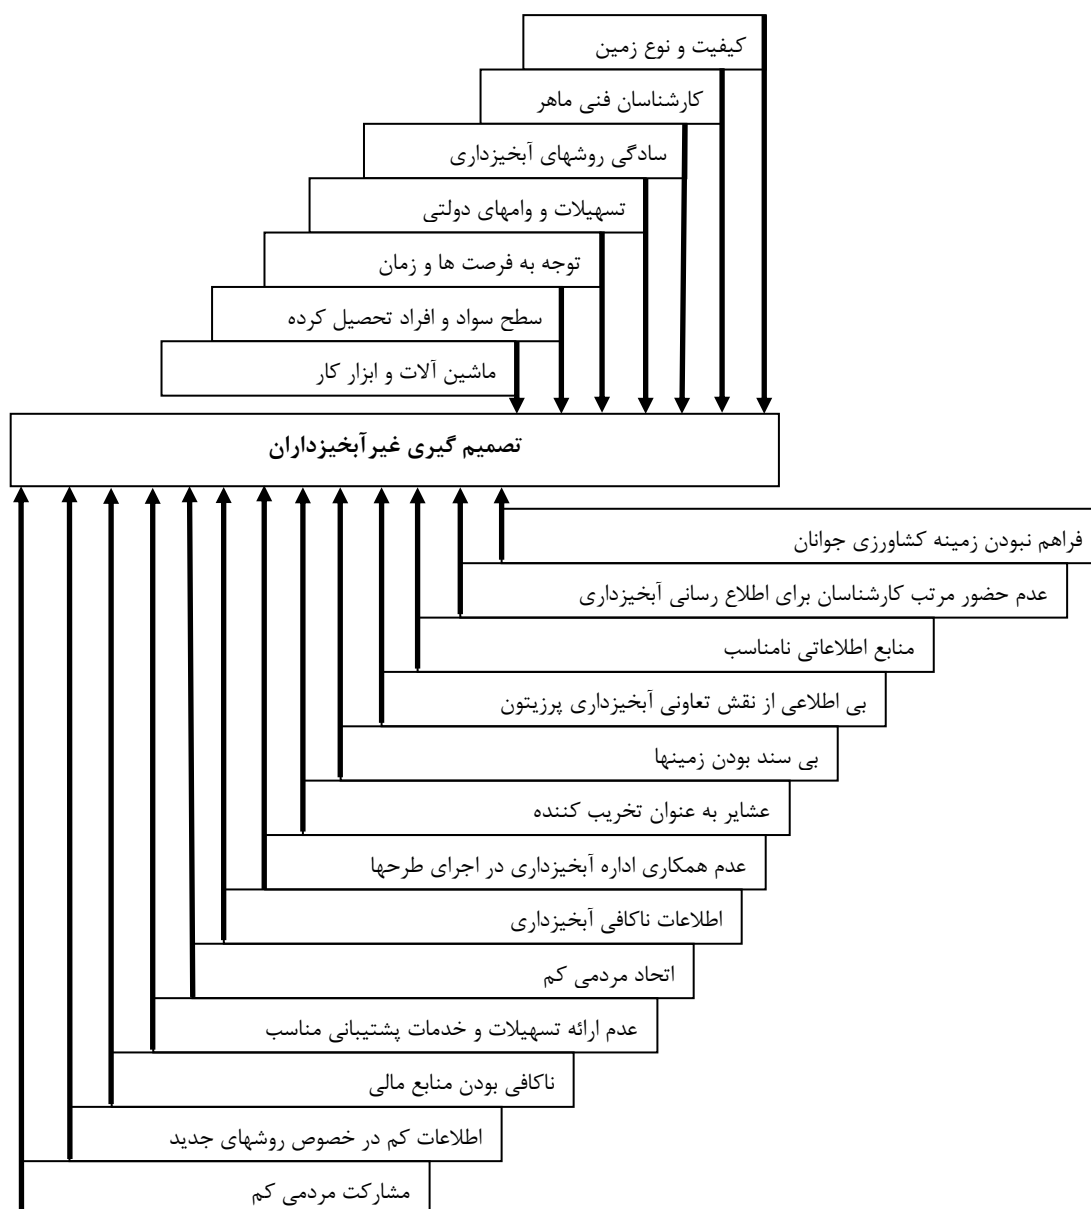 کیفیت و نوع زمین
کارشناسان فنی ماهر
سادگی روشهای آبخیزداری
تسهیلات و وامهای دولتی
توجه به فرصت ها و زمان
سطح سواد و افراد تحصیل کرده
ماشین آلات و ابزار کار
تصمیم گیری غیرآبخیزداران
فراهم نبودن زمینه کشاورزی جوانان
عدم حضور مرتب کارشناسان برای اطلاع رسانی آبخیزداری
منابع اطلاعاتی نامناسب
بی اطلاعی از نقش تعاونی آبخیزداری پرزیتون
بی سند بودن زمینها
عشایر به عنوان تخریب کننده
عدم همکاری اداره آبخیزداری در اجرای طرحها
اطلاعات ناکافی آبخیزداری
اتحاد مردمی کم
عدم ارائه تسهیلات و خدمات پشتیبانی مناسب
ناکافی بودن منابع مالی
اطلاعات کم در خصوص روشهای جدید
مشارکت مردمی کم